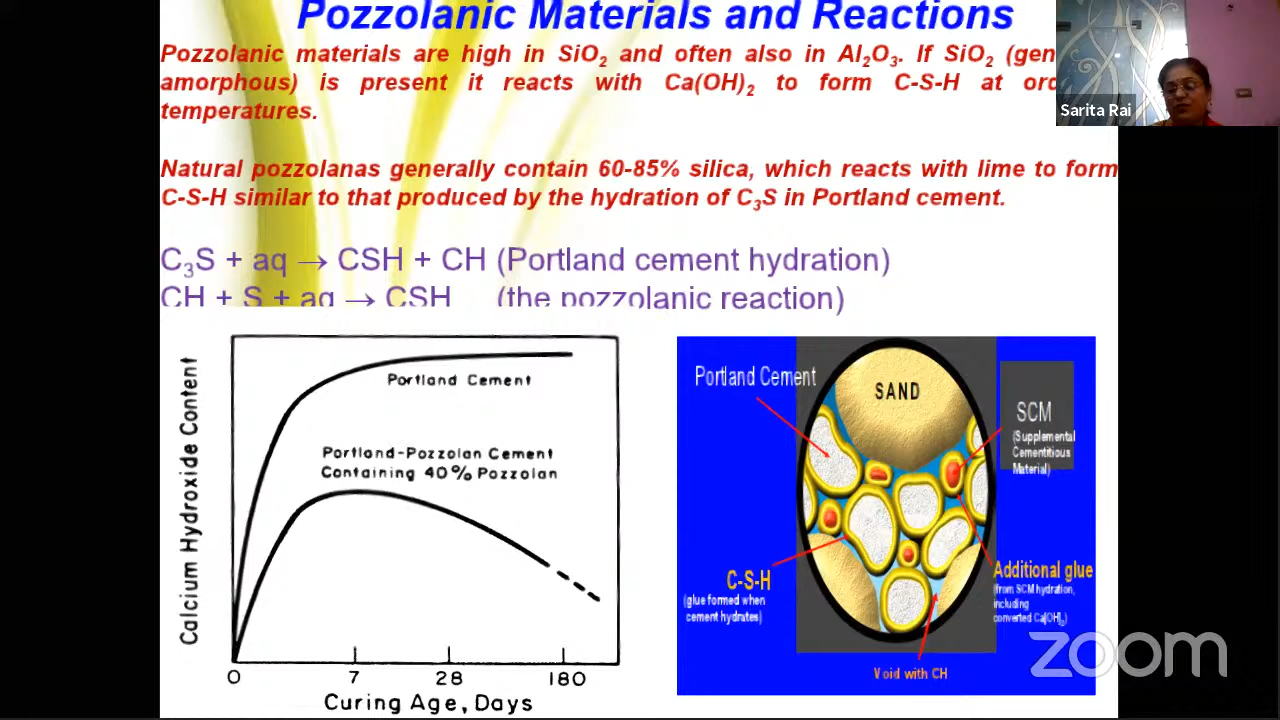 Pozzolanic Materials and Reactions
Pozzolanic materials are high in SiO₂ and often also in Al₂O₃. If SiO₂ (gen
amorphous) is present it reacts with Ca(OH)₂ to form C-S-H at ord
temperatures.
Sarita Rai
Natural pozzolanas generally contain 60-85% silica, which reacts with lime to form
C-S-H similar to that produced by the hydration of C₃S in Portland cement.
C₃S + aq → CSH + CH (Portland cement hydration)
CH + S + aq → CSH (the pozzolanic reaction)
Calcium Hydroxide Content
Portland Cement
Portland-Pozzolan Cement
Containing 40% Pozzolan
0 7 28 180
Curing Age, Days
Portland Cement
SAND
SCM
(Supplemental
Cementitious
Material)
C-S-H
(glue formed when
cement hydrates)
Additional glue
(from SCM hydration,
including
converted Ca[OH]₂)
Void with CH
zoom